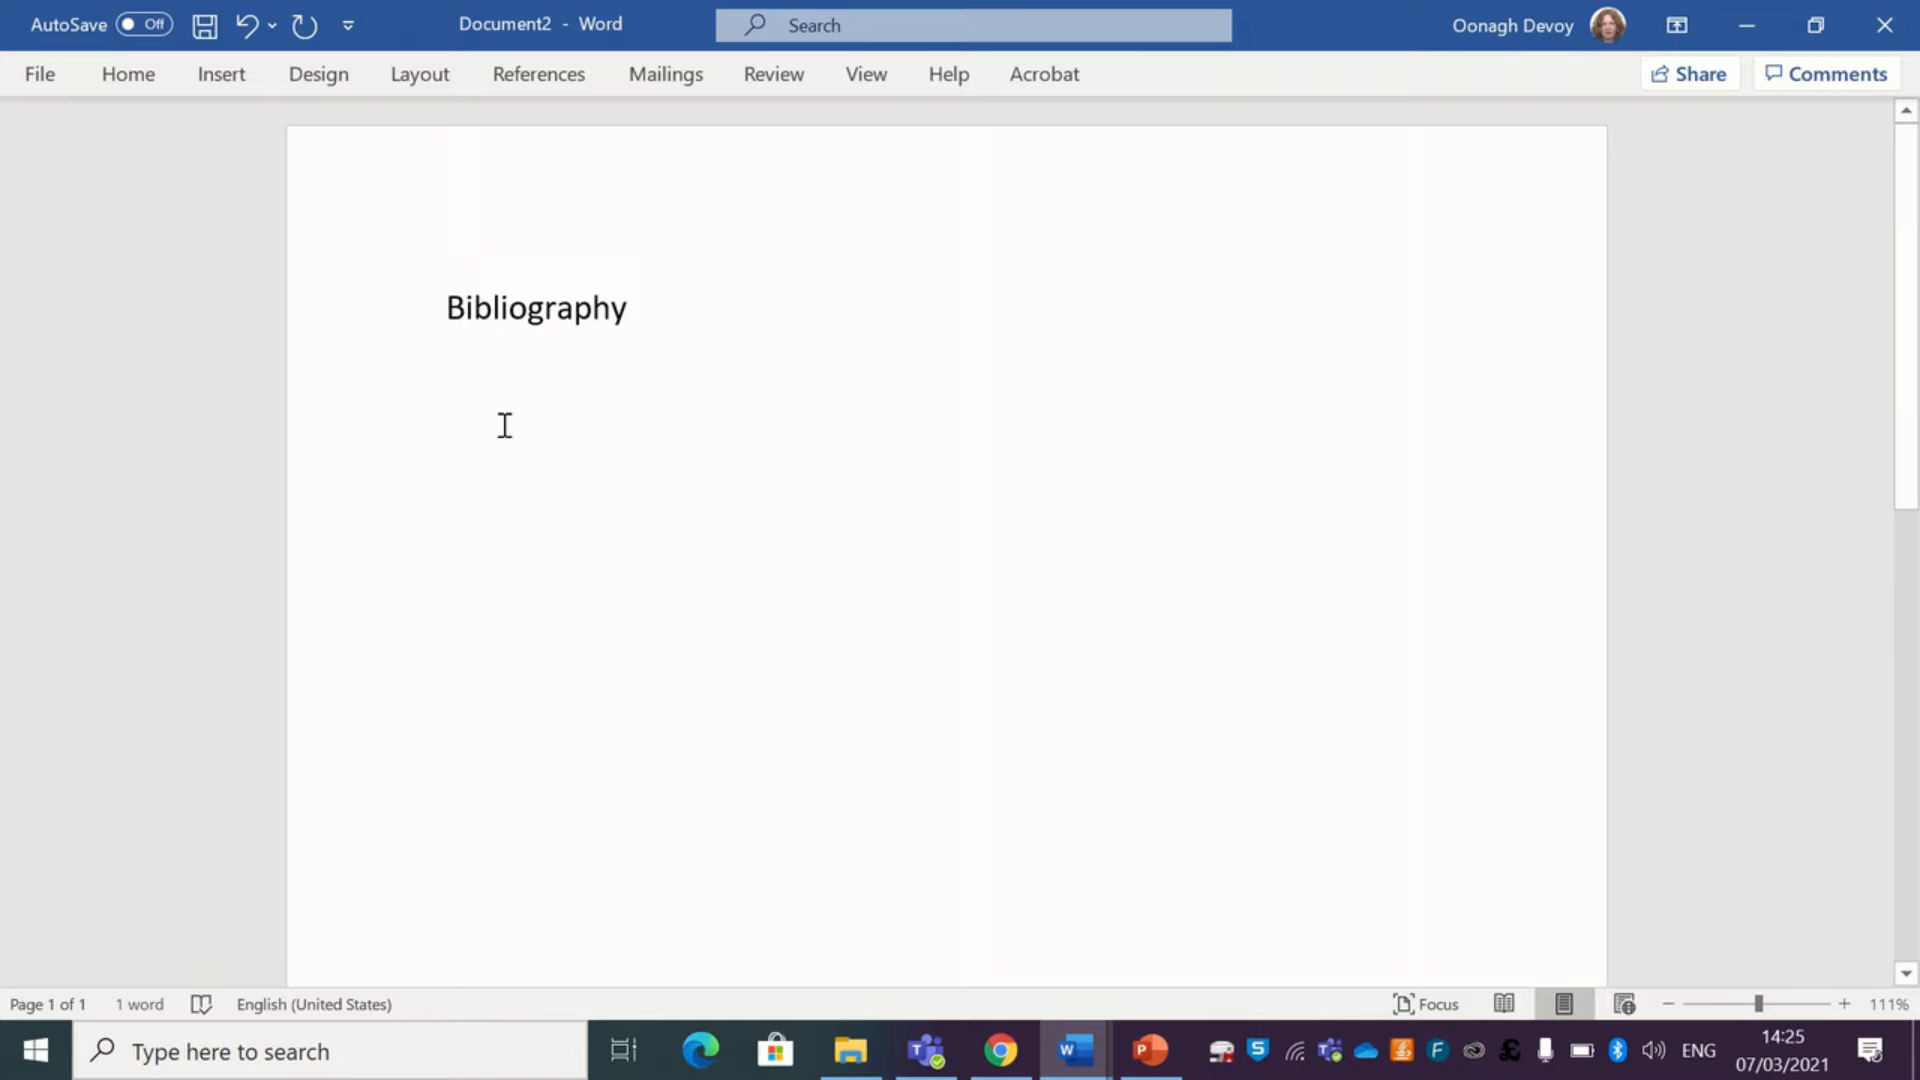 AutoSave Off Document2 - Word Search Oonagh Devoy
File Home Insert Design Layout References Mailings Review View Help Acrobat Share Comments
Bibliography
Page 1 of 1 1 word English (United States) Focus 111%
Type here to search ENG 14:25
07/03/2021